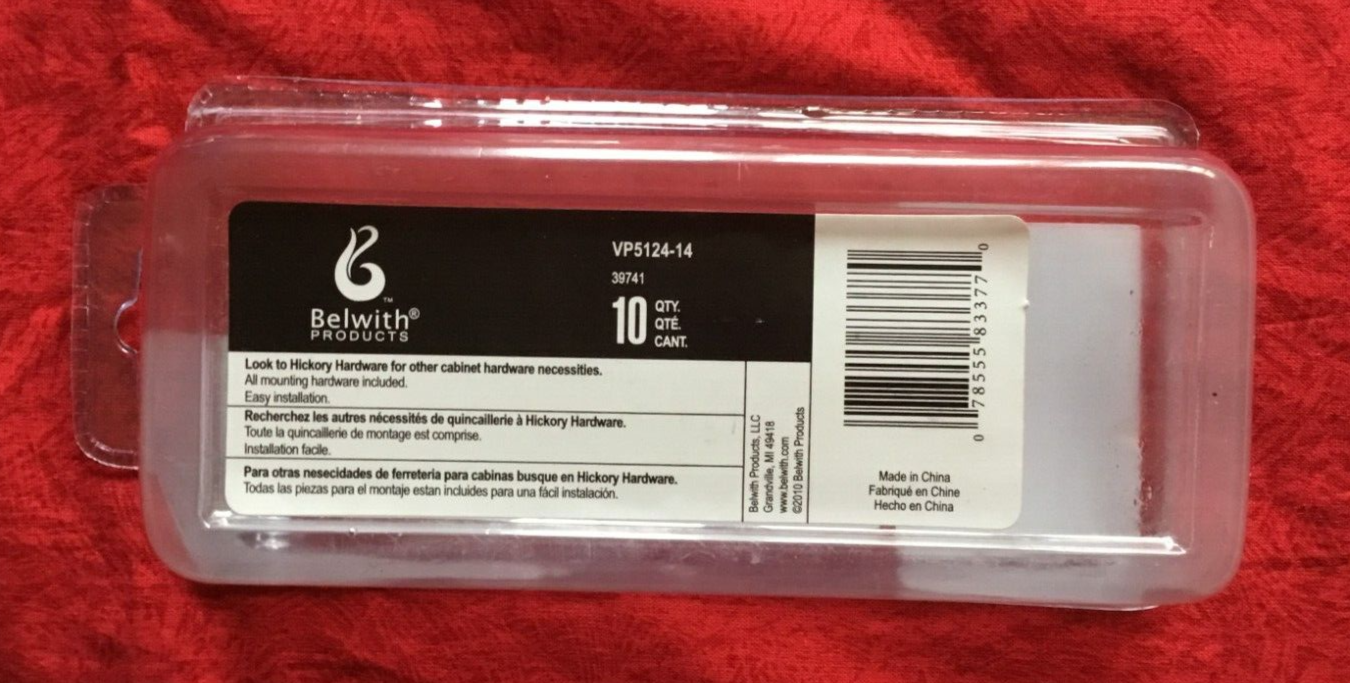 Belwith®
PRODUCTS
™
VP5124-14
39741
10 QTY.
QTÉ.
CANT.
Look to Hickory Hardware for other cabinet hardware necessities.
All mounting hardware included.
Easy installation.
Recherchez les autres nécessités de quincaillerie à Hickory Hardware.
Toute la quincaillerie de montage est comprise.
Installation facile.
Para otras nesecidades de ferreteria para cabinas busque en Hickory Hardware.
Todas las piezas para el montaje estan incluides para una fácil instalación.
Belwith Products, LLC
Grandville, MI 49418
www.belwith.com
©2010 Belwith Products
0 78555 83377 0
Made in China
Fabriqué en Chine
Hecho en China